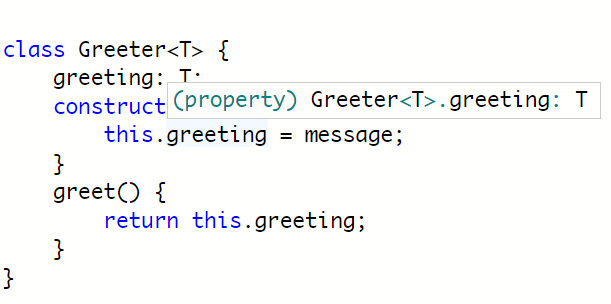 class Greeter<T> {
greeting: T;
construct
(property) Greeter<T>.greeting: T
this.greeting = message;
}
greet() {
return this.greeting;
}
}